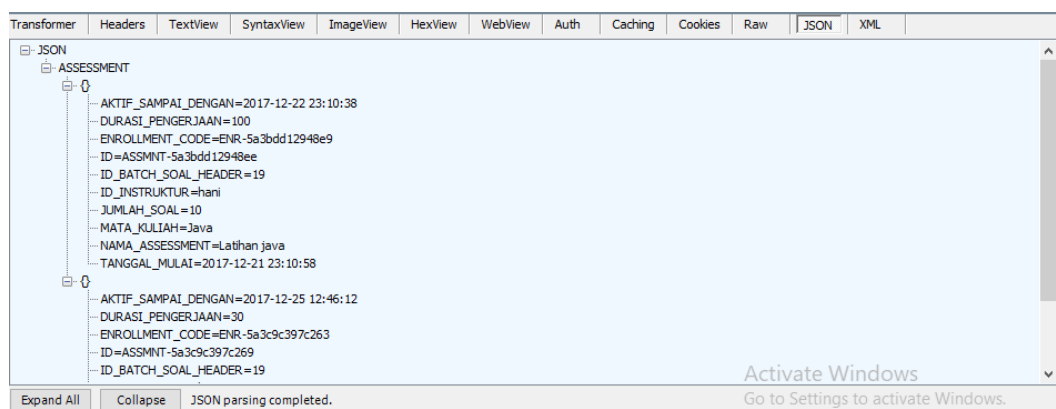 Transformer Headers TextView SyntaxView ImageView HexView WebView Auth Caching Cookies Raw JSON XML
JSON
ASSESSMENT
{}
AKTIF_SAMPAI_DENGAN=2017-12-22 23:10:38
DURASI_PENGERJAAN=100
ENROLLMENT_CODE=ENR-5a3bdd12948e9
ID=ASSMNT-5a3bdd12948ee
ID_BATCH_SOAL_HEADER=19
ID_INSTRUKTUR=hani
JUMLAH_SOAL=10
MATA_KULIAH=Java
NAMA_ASSESSMENT=Latihan java
TANGGAL_MULAI=2017-12-21 23:10:58
{}
AKTIF_SAMPAI_DENGAN=2017-12-25 12:46:12
DURASI_PENGERJAAN=30
ENROLLMENT_CODE=ENR-5a3c9c397c263
ID=ASSMNT-5a3c9c397c269
ID_BATCH_SOAL_HEADER=19
Activate Windows
Expand All Collapse JSON parsing completed. Go to Settings to activate Windows.